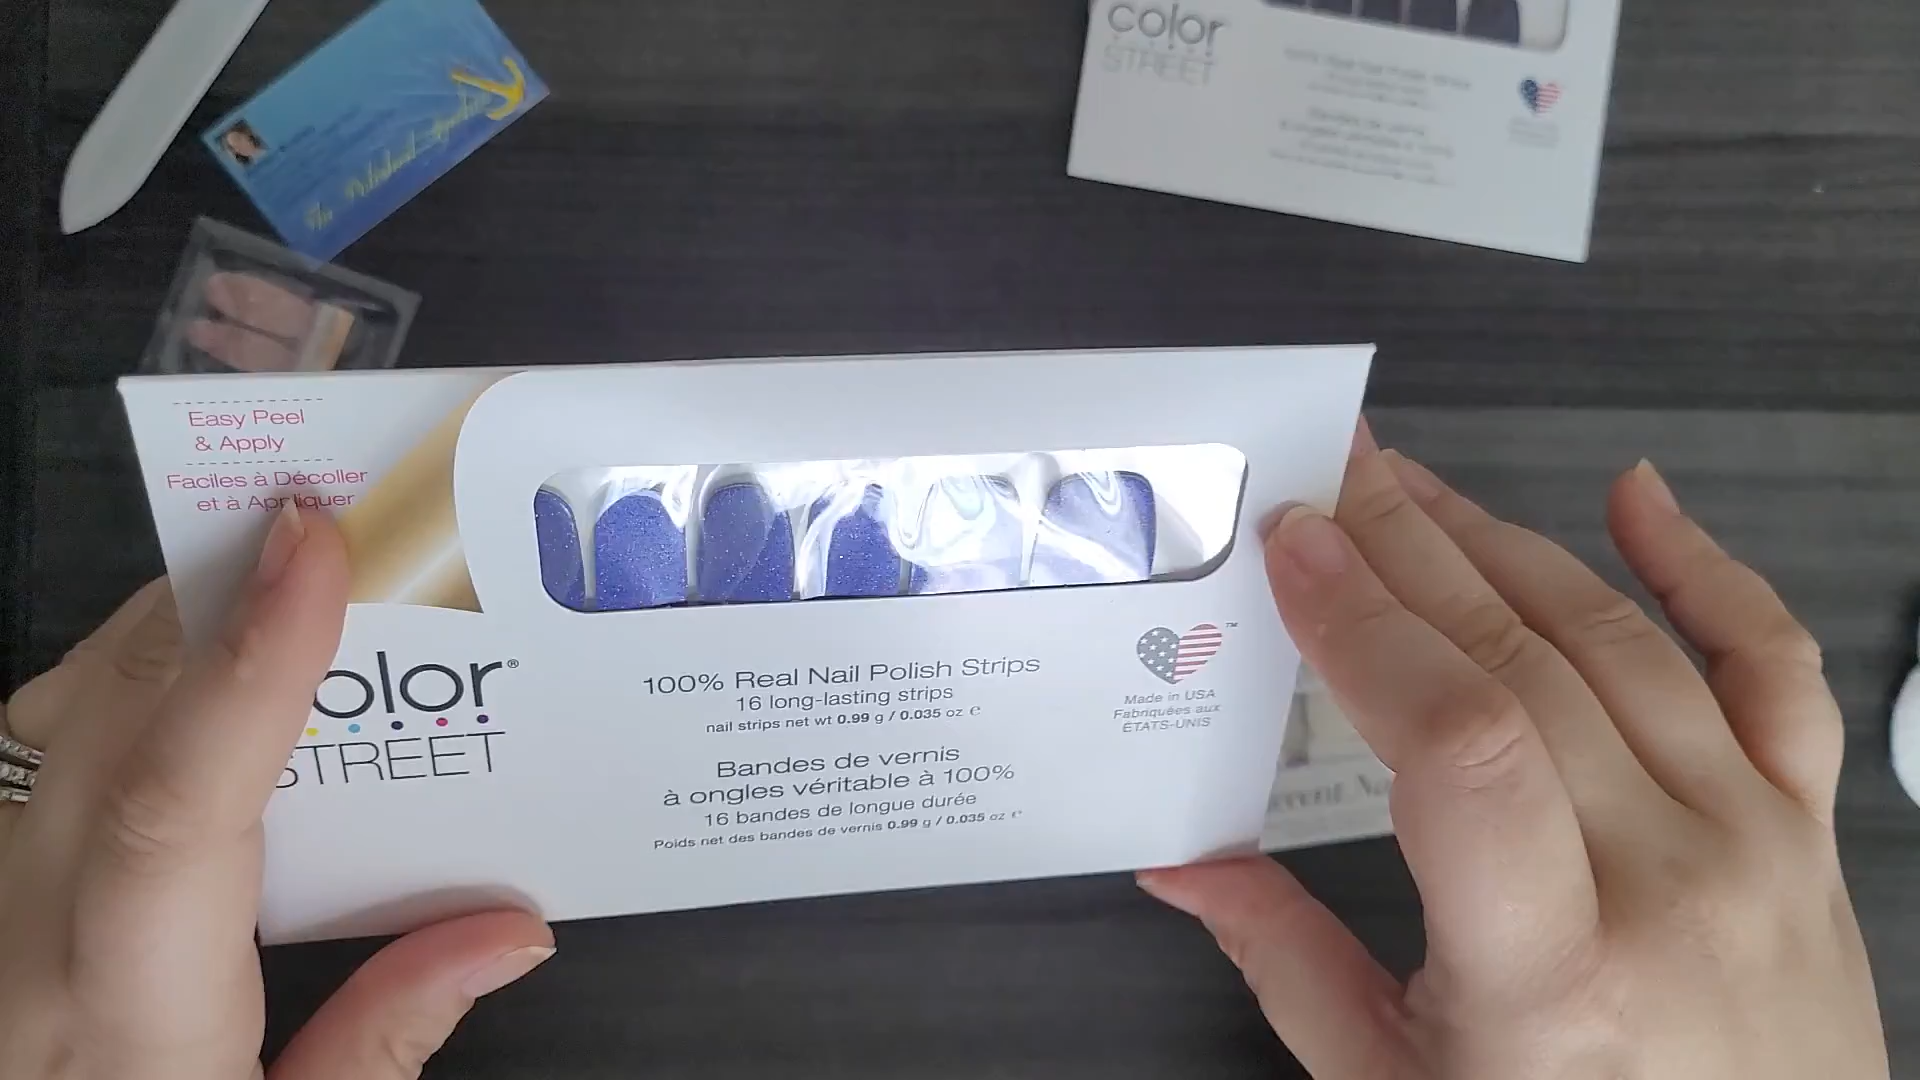 color
STREET
The Polished
Easy Peel
& Apply
Faciles à Décoller
et à Appliquer
olor®
STREET
100% Real Nail Polish Strips
16 long-lasting strips
nail strips net wt 0.99 g / 0.035 oz e
Bandes de vernis
à ongles véritable à 100%
16 bandes de longue durée
Poids net des bandes de vernis 0.99 g / 0.035 oz e
™
Made in USA
Fabriquées aux
ÉTATS-UNIS